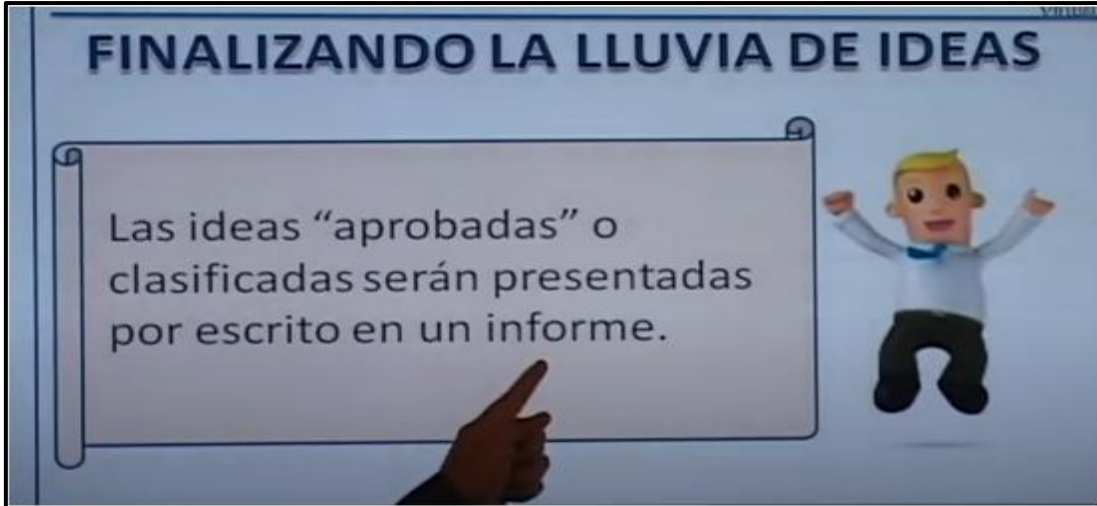 FINALIZANDO LA LLUVIA DE IDEAS
Las ideas “aprobadas” o
clasificadas serán presentadas
por escrito en un informe.